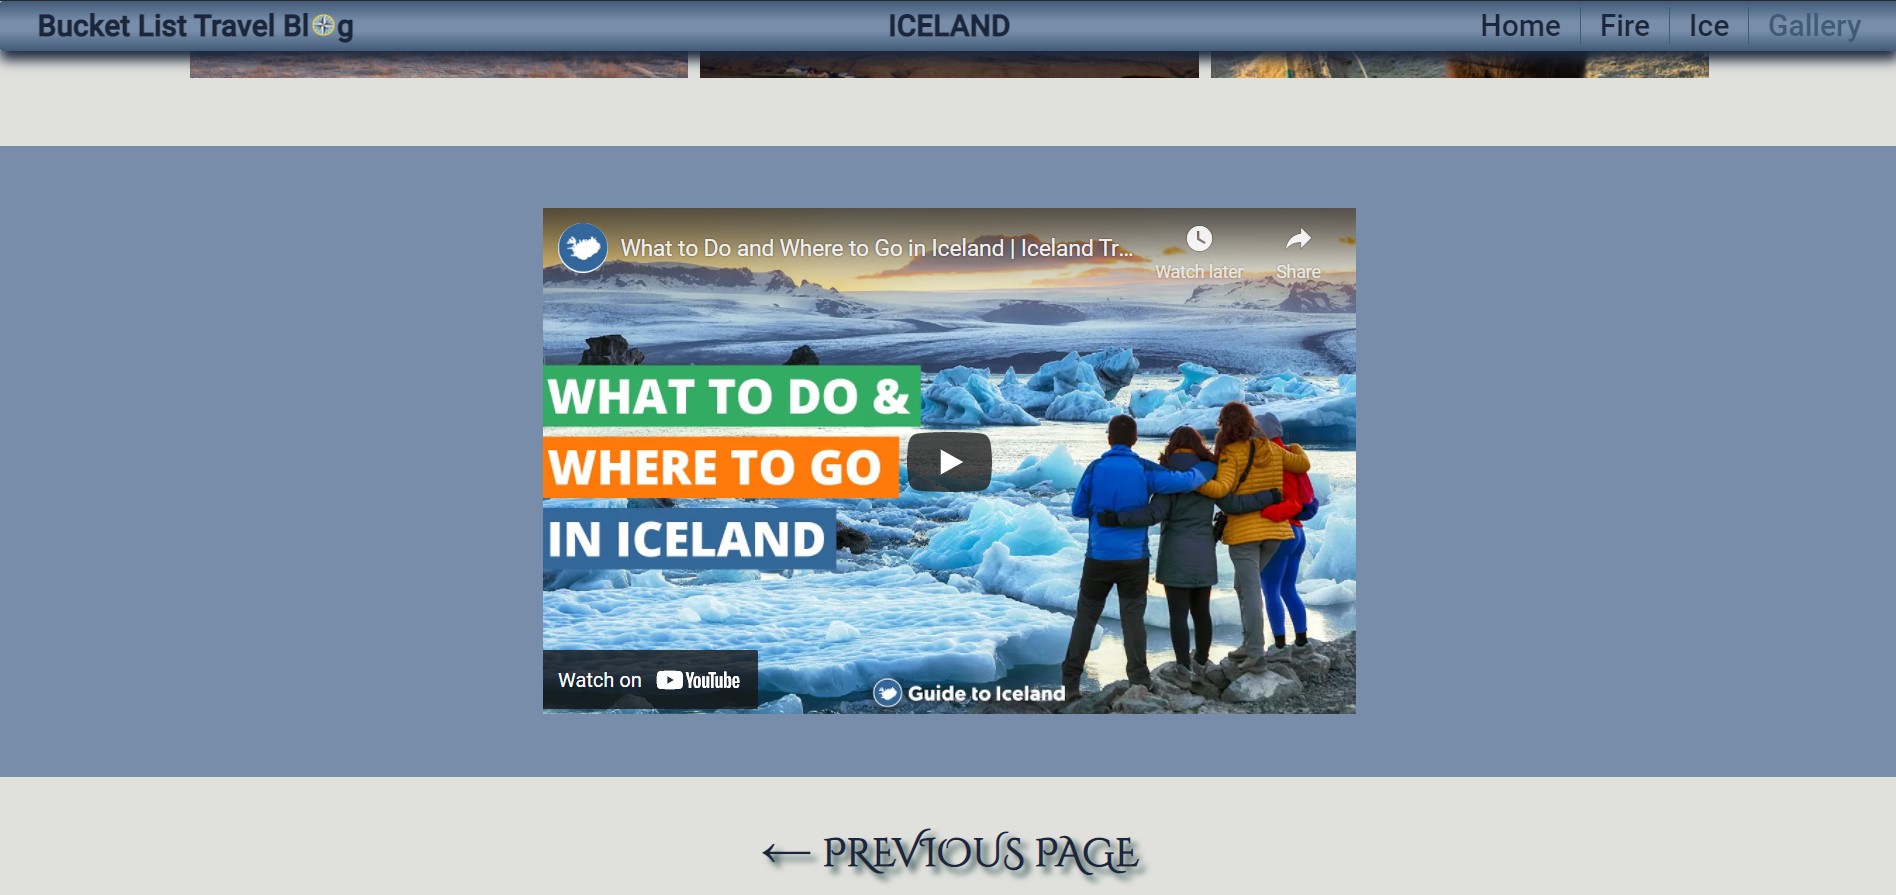 Bucket List Travel Blog
ICELAND
Home
Fire
Ice
Gallery
What to Do and Where to Go in Iceland | Iceland Tr...
Watch later
Share
WHAT TO DO &
WHERE TO GO
IN ICELAND
Watch on YouTube
Guide to Iceland
← PREVIOUS PAGE